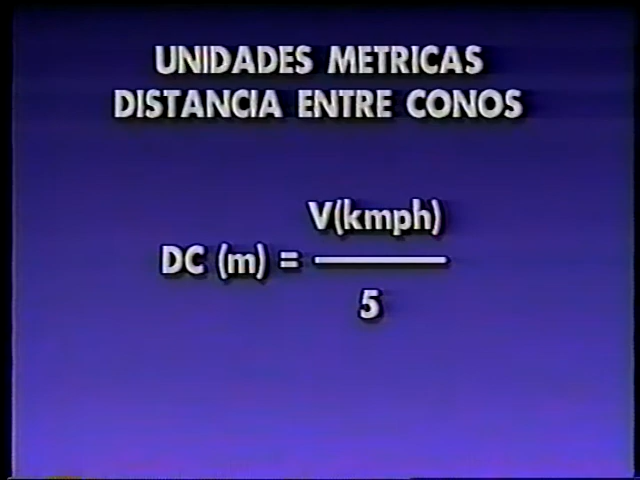 UNIDADES METRICAS
DISTANCIA ENTRE CONOS
V(kmph)
DC (m) =
5